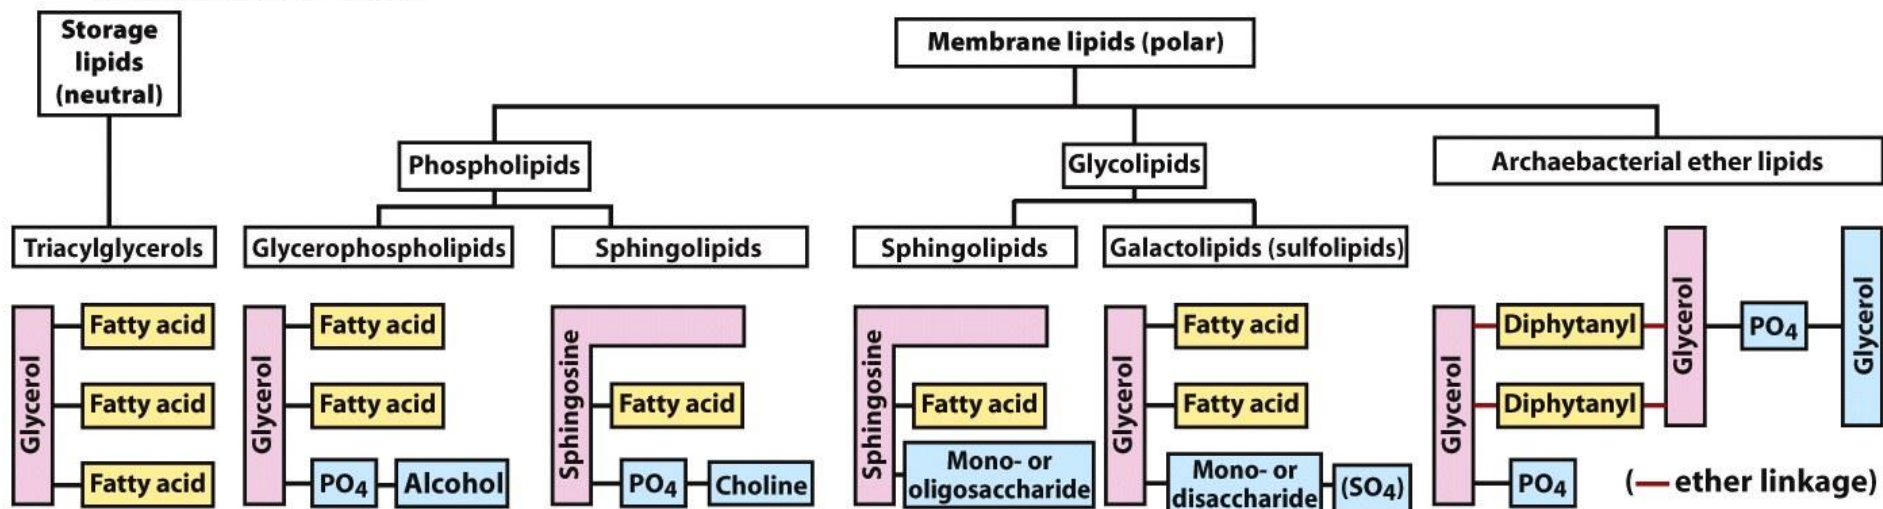 Storage
lipids
(neutral)
Membrane lipids (polar)
Phospholipids
Glycolipids
Archaebacterial ether lipids
Triacylglycerols
Glycerophospholipids
Sphingolipids
Sphingolipids
Galactolipids (sulfolipids)
Glycerol
Fatty acid
Fatty acid
Fatty acid
Glycerol
Fatty acid
Fatty acid
PO4
Alcohol
Sphingosine
Fatty acid
PO4
Choline
Sphingosine
Fatty acid
Mono- or
oligosaccharide
Glycerol
Fatty acid
Fatty acid
Mono- or
disaccharide
(SO4)
Glycerol
Diphytanyl
Diphytanyl
PO4
Glycerol
PO4
Glycerol
(— ether linkage)